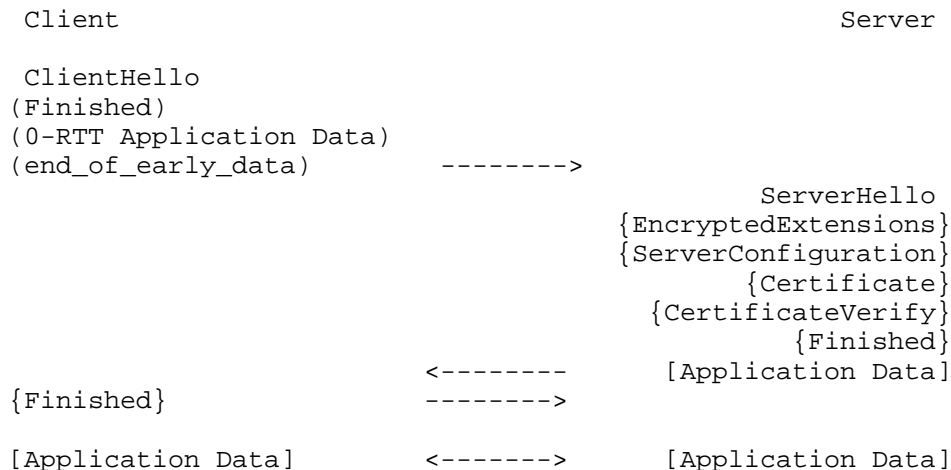 Client                                               Server

ClientHello
(Finished)
(0-RTT Application Data)
(end_of_early_data)        -------->
                                                ServerHello
                                      {EncryptedExtensions}
                                      {ServerConfiguration}
                                              {Certificate}
                                        {CertificateVerify}
                                                 {Finished}
                          <--------      [Application Data]
{Finished}                -------->

[Application Data]        <------->      [Application Data]